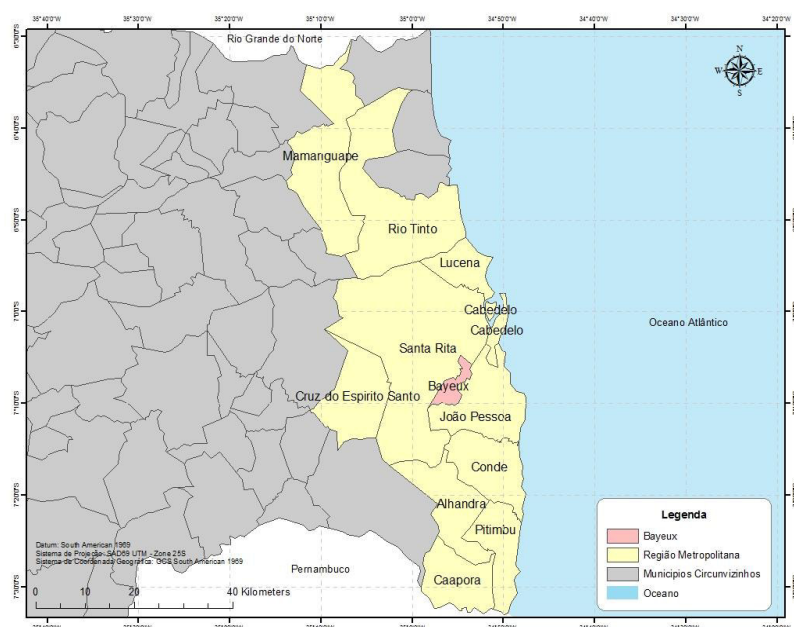 35°40'0"W 35°30'0"W 35°20'0"W 35°10'0"W 35°0'0"W 34°50'0"W 34°40'0"W 34°30'0"W 34°20'0"W
Rio Grande do Norte
N
W E
S
Mamanguape
Rio Tinto
Lucena
Cabedelo
Cabedelo
Oceano Atlântico
Santa Rita
Bayeux
Cruz do Espirito Santo
João Pessoa
Conde
Alhandra
Pitimbu
Caapora
Pernambuco
Legenda
Bayeux
Região Metropolitana
Municipios Circunvizinhos
Oceano
Datum: South American 1969
Sistema de Projeção: SAD69 UTM - Zone 25S
Sistema de Coordenada Geográfica: GCS South American 1969
0 10 20 40 Kilometers